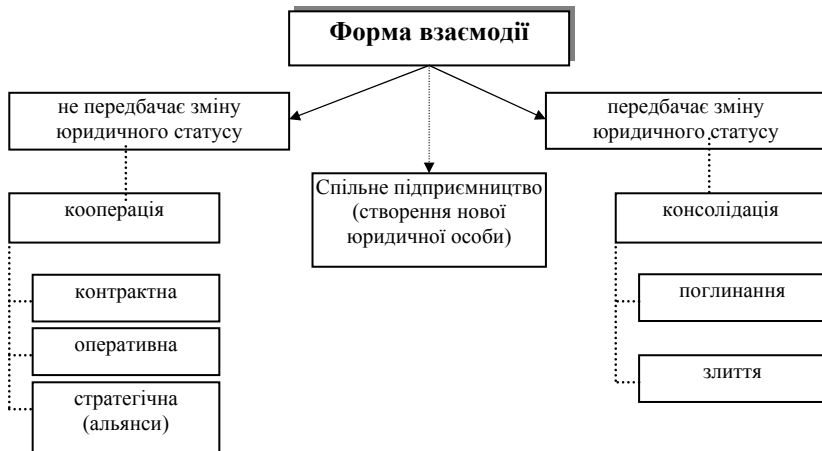 Форма взаємодії
не передбачає зміну
юридичного статусу
передбачає зміну
юридичного статусу
Спільне підприємництво
(створення нової
юридичної особи)
кооперація
консолідація
контрактна
поглинання
оперативна
злиття
стратегічна
(альянси)